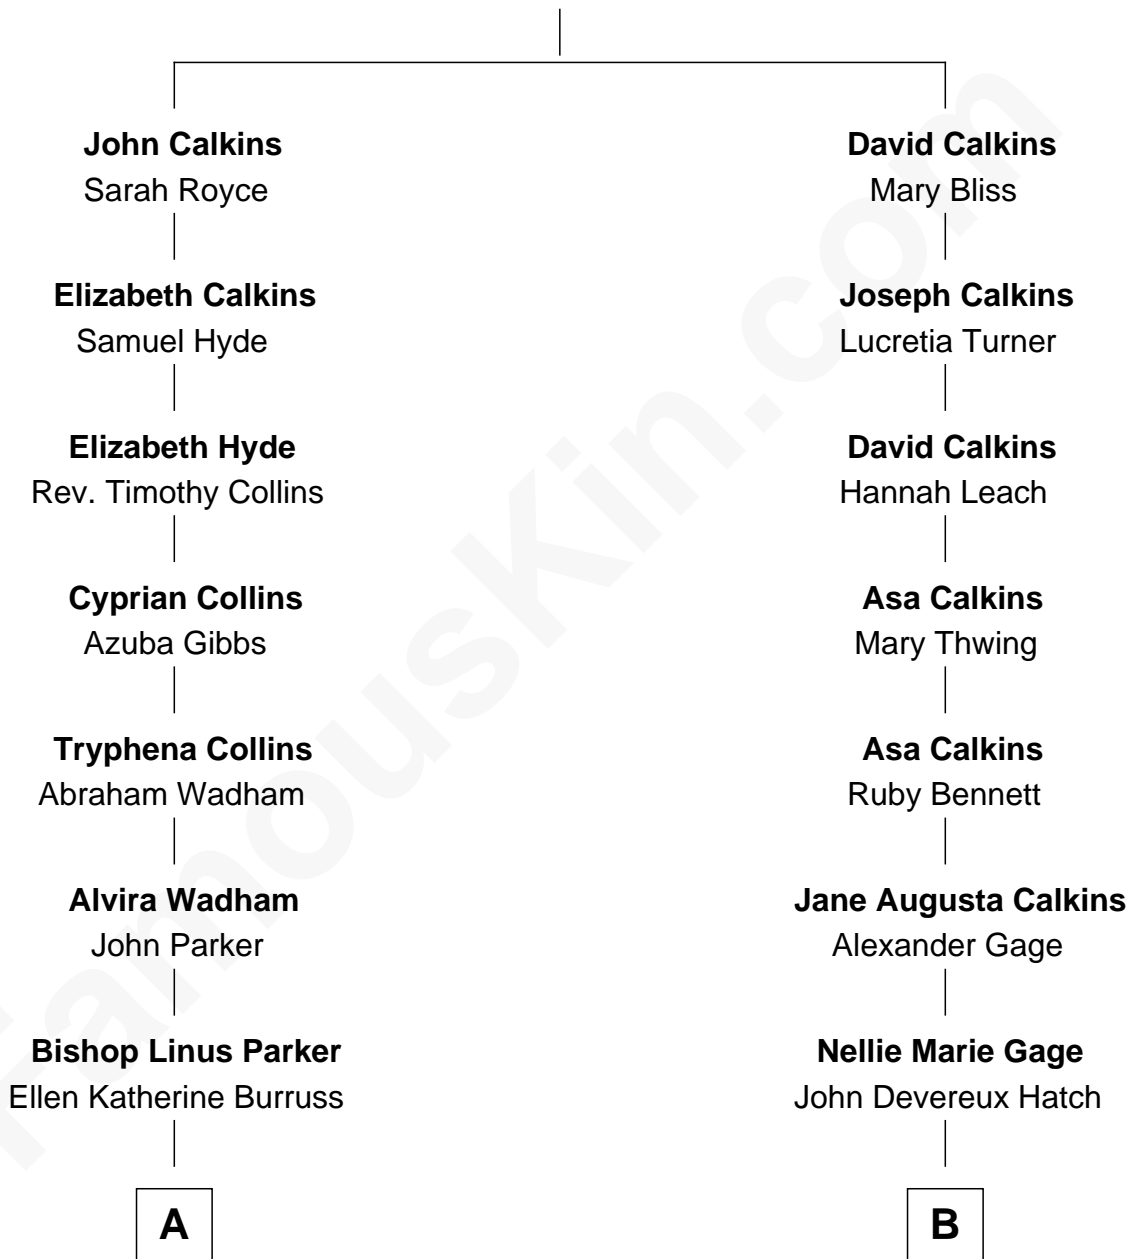 John Calkins
Sarah Royce
David Calkins
Mary Bliss
Elizabeth Calkins
Samuel Hyde
Joseph Calkins
Lucretia Turner
Elizabeth Hyde
Rev. Timothy Collins
David Calkins
Hannah Leach
Cyprian Collins
Azuba Gibbs
Asa Calkins
Mary Thwing
Tryphena Collins
Abraham Wadham
Asa Calkins
Ruby Bennett
Alvira Wadham
John Parker
Jane Augusta Calkins
Alexander Gage
Bishop Linus Parker
Ellen Katherine Burruss
Nellie Marie Gage
John Devereux Hatch
A
B
FamousKin.com